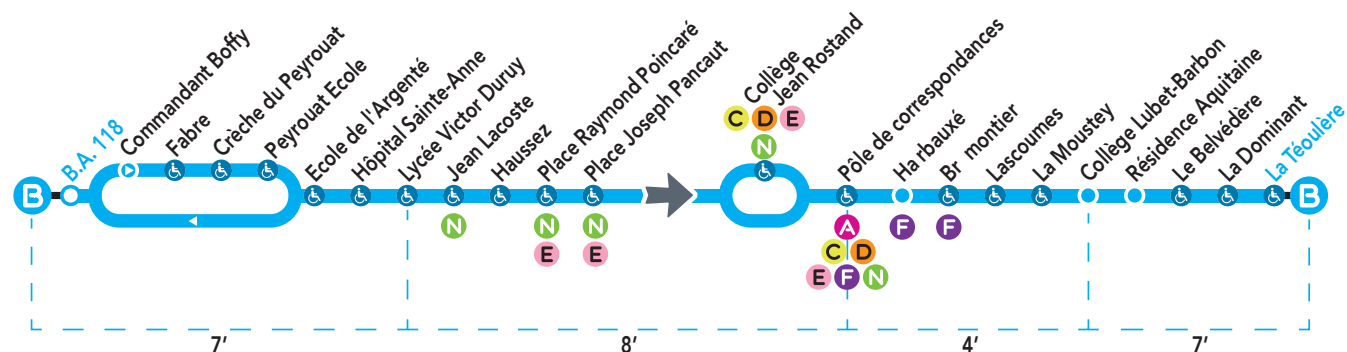 B
B.A. 118
Commandant Boffy
Fabre
Crèche du Peyrouat
Peyrouat Ecole
Ecole de l'Argenté
Hôpital Sainte-Anne
Lycée Victor Duruy
Jean Lacoste
N
Haussez
Place Raymond Poincaré
N
E
Place Joseph Pancaut
N
E
Collège
Jean Rostand
C D E
N
Pôle de correspondances
A
C D
E F N
Ha rbauxé
F
Br montier
F
Lascoumes
La Moustey
Collège Lubet-Barbon
Résidence Aquitaine
Le Belvédère
La Dominant
La Téoulère
B
7’
8’
4’
7’